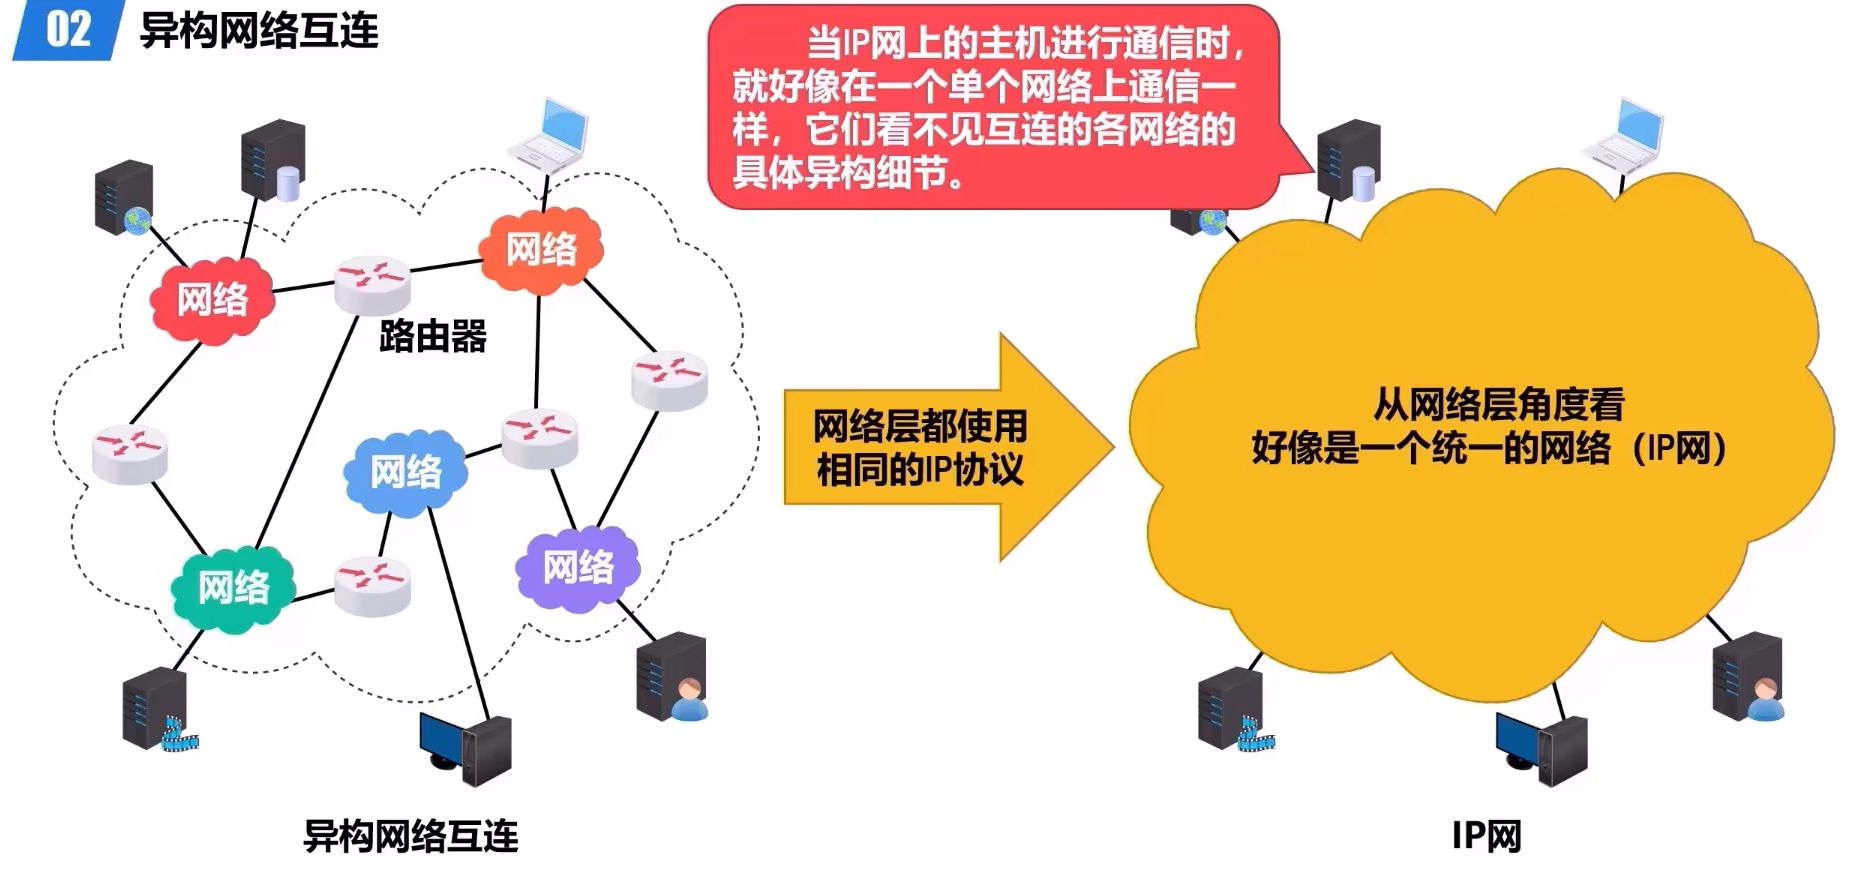 02 异构网络互连
当IP网上的主机进行通信时，
就好像在一个单个网络上通信一
样，它们看不见互连的各网络的
具体异构细节。
网络
网络
路由器
网络
网络
网络
网络层都使用
相同的IP协议
从网络层角度看
好像是一个统一的网络（IP网）
异构网络互连
IP网